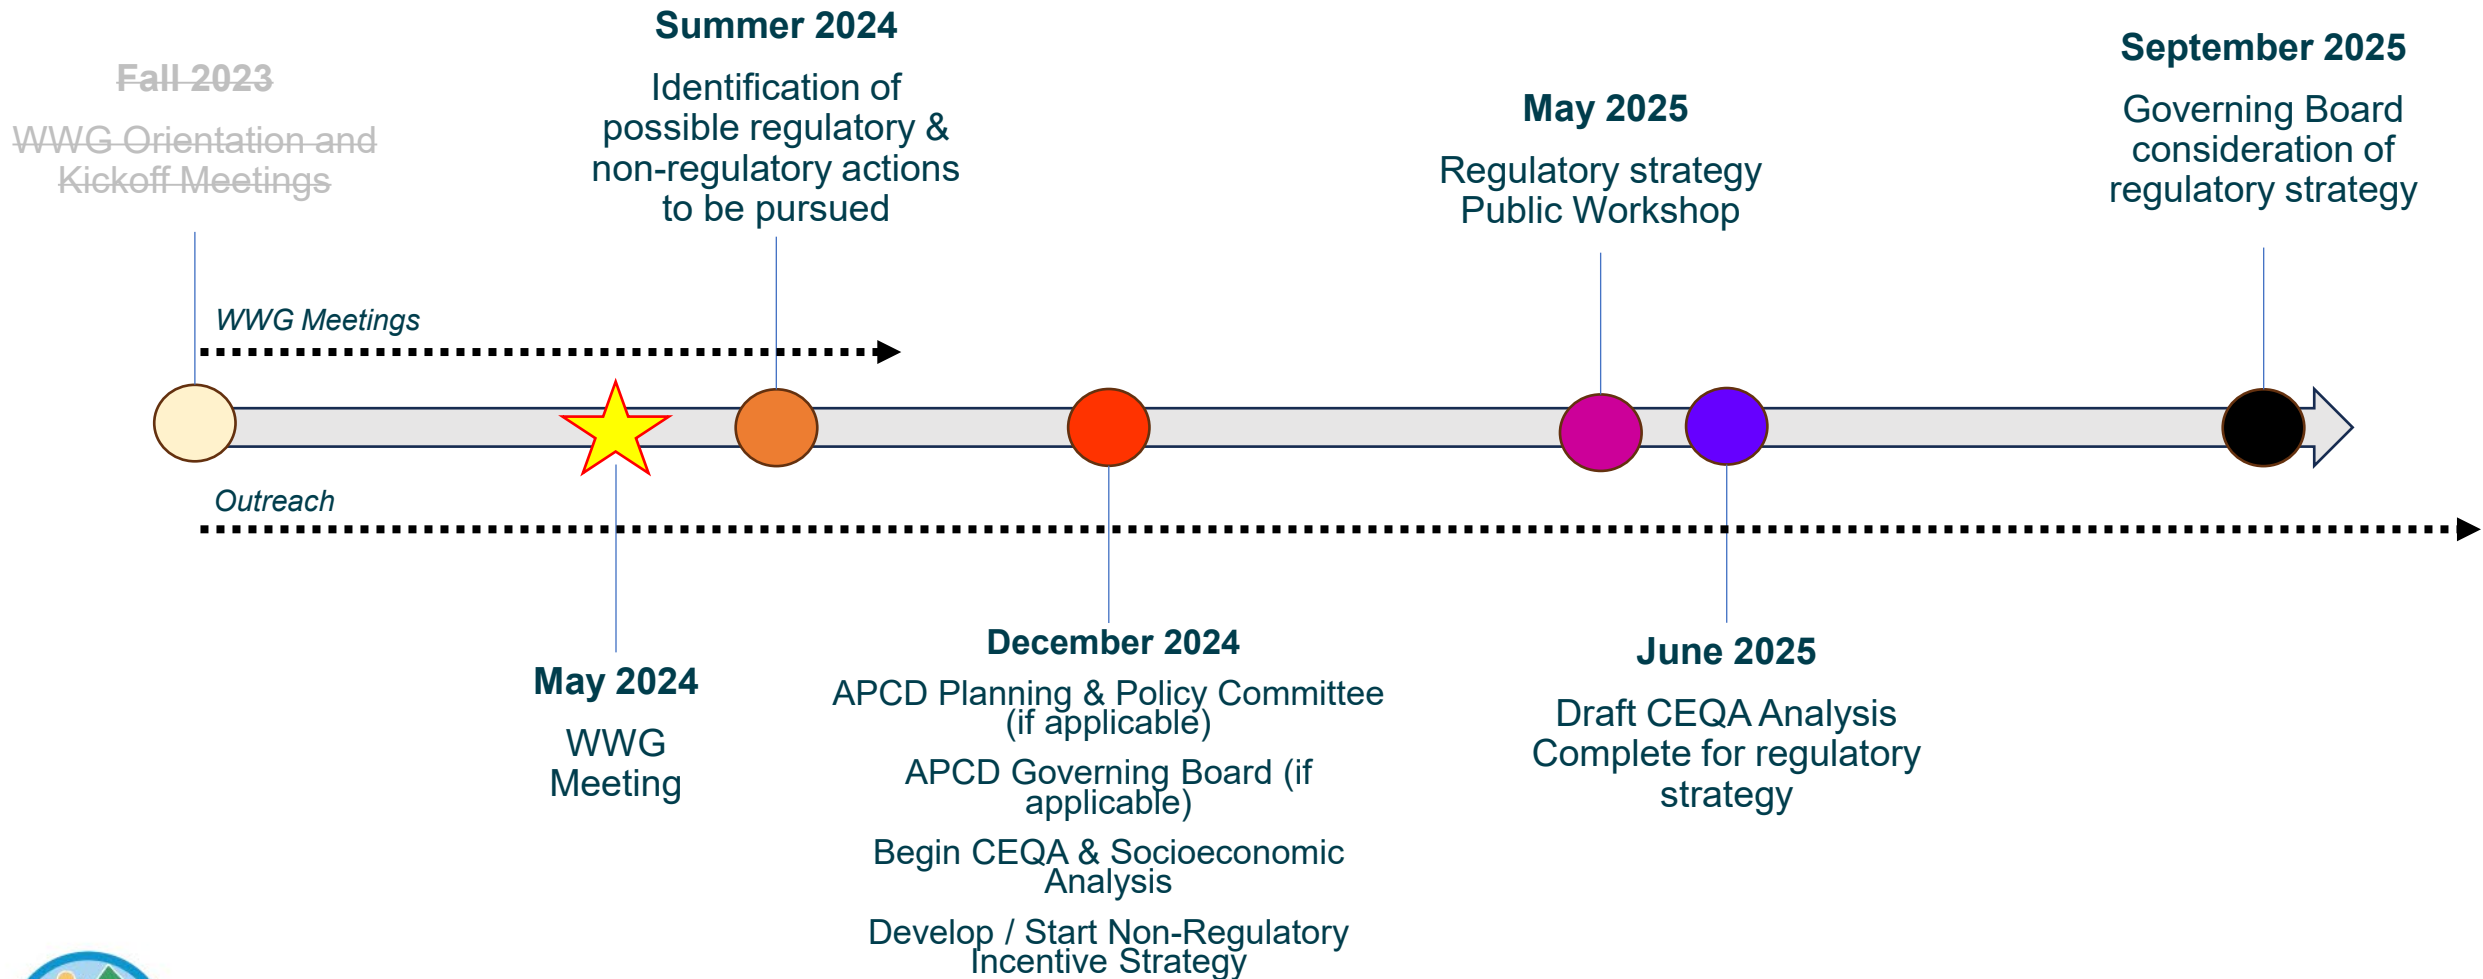 Fall 2023
WWG Orientation and
Kickoff Meetings
Summer 2024
Identification of
possible regulatory &
non-regulatory actions
to be pursued
May 2025
Regulatory strategy
Public Workshop
September 2025
Governing Board
consideration of
regulatory strategy
WWG Meetings
Outreach
May 2024
WWG
Meeting
December 2024
APCD Planning & Policy Committee
(if applicable)
APCD Governing Board (if
applicable)
Begin CEQA & Socioeconomic
Analysis
Develop / Start Non-Regulatory
Incentive Strategy
June 2025
Draft CEQA Analysis
Complete for regulatory
strategy